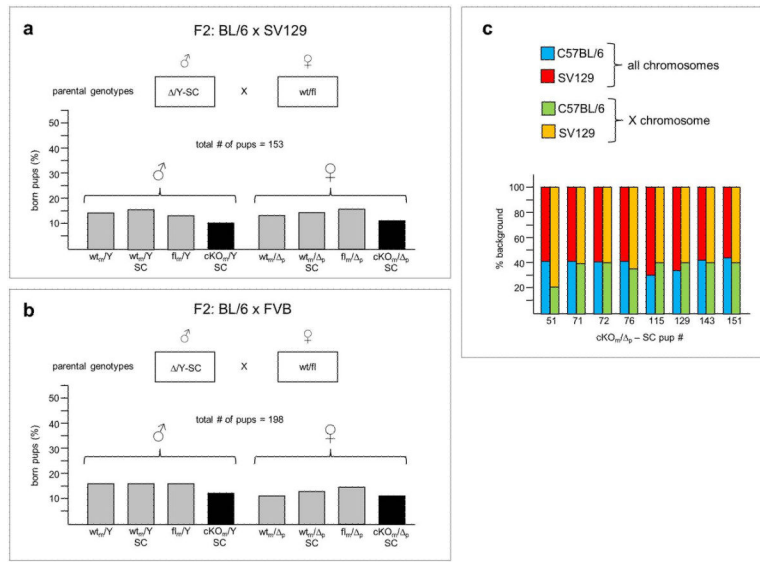 a
F2: BL/6 x SV129
♂ ♀
parental genotypes Δ/Y-SC X wt/fl
total # of pups = 153
♂ ♀
born pups (%)
50
40
30
20
10
wtm/Y wtm/Y SC flm/Y cKOm/Y SC wtm/Δp wtm/Δp SC flm/Δp cKOm/Δp SC
b
F2: BL/6 x FVB
♂ ♀
parental genotypes Δ/Y-SC X wt/fl
total # of pups = 198
♂ ♀
born pups (%)
50
40
30
20
10
wtm/Y wtm/Y SC flm/Y cKOm/Y SC wtm/Δp wtm/Δp SC flm/Δp cKOm/Δp SC
c
C57BL/6
SV129
all chromosomes
C57BL/6
SV129
X chromosome
% background
100
80
60
40
20
51 71 72 76 115 129 143 151
cKOm/Δp – SC pup #